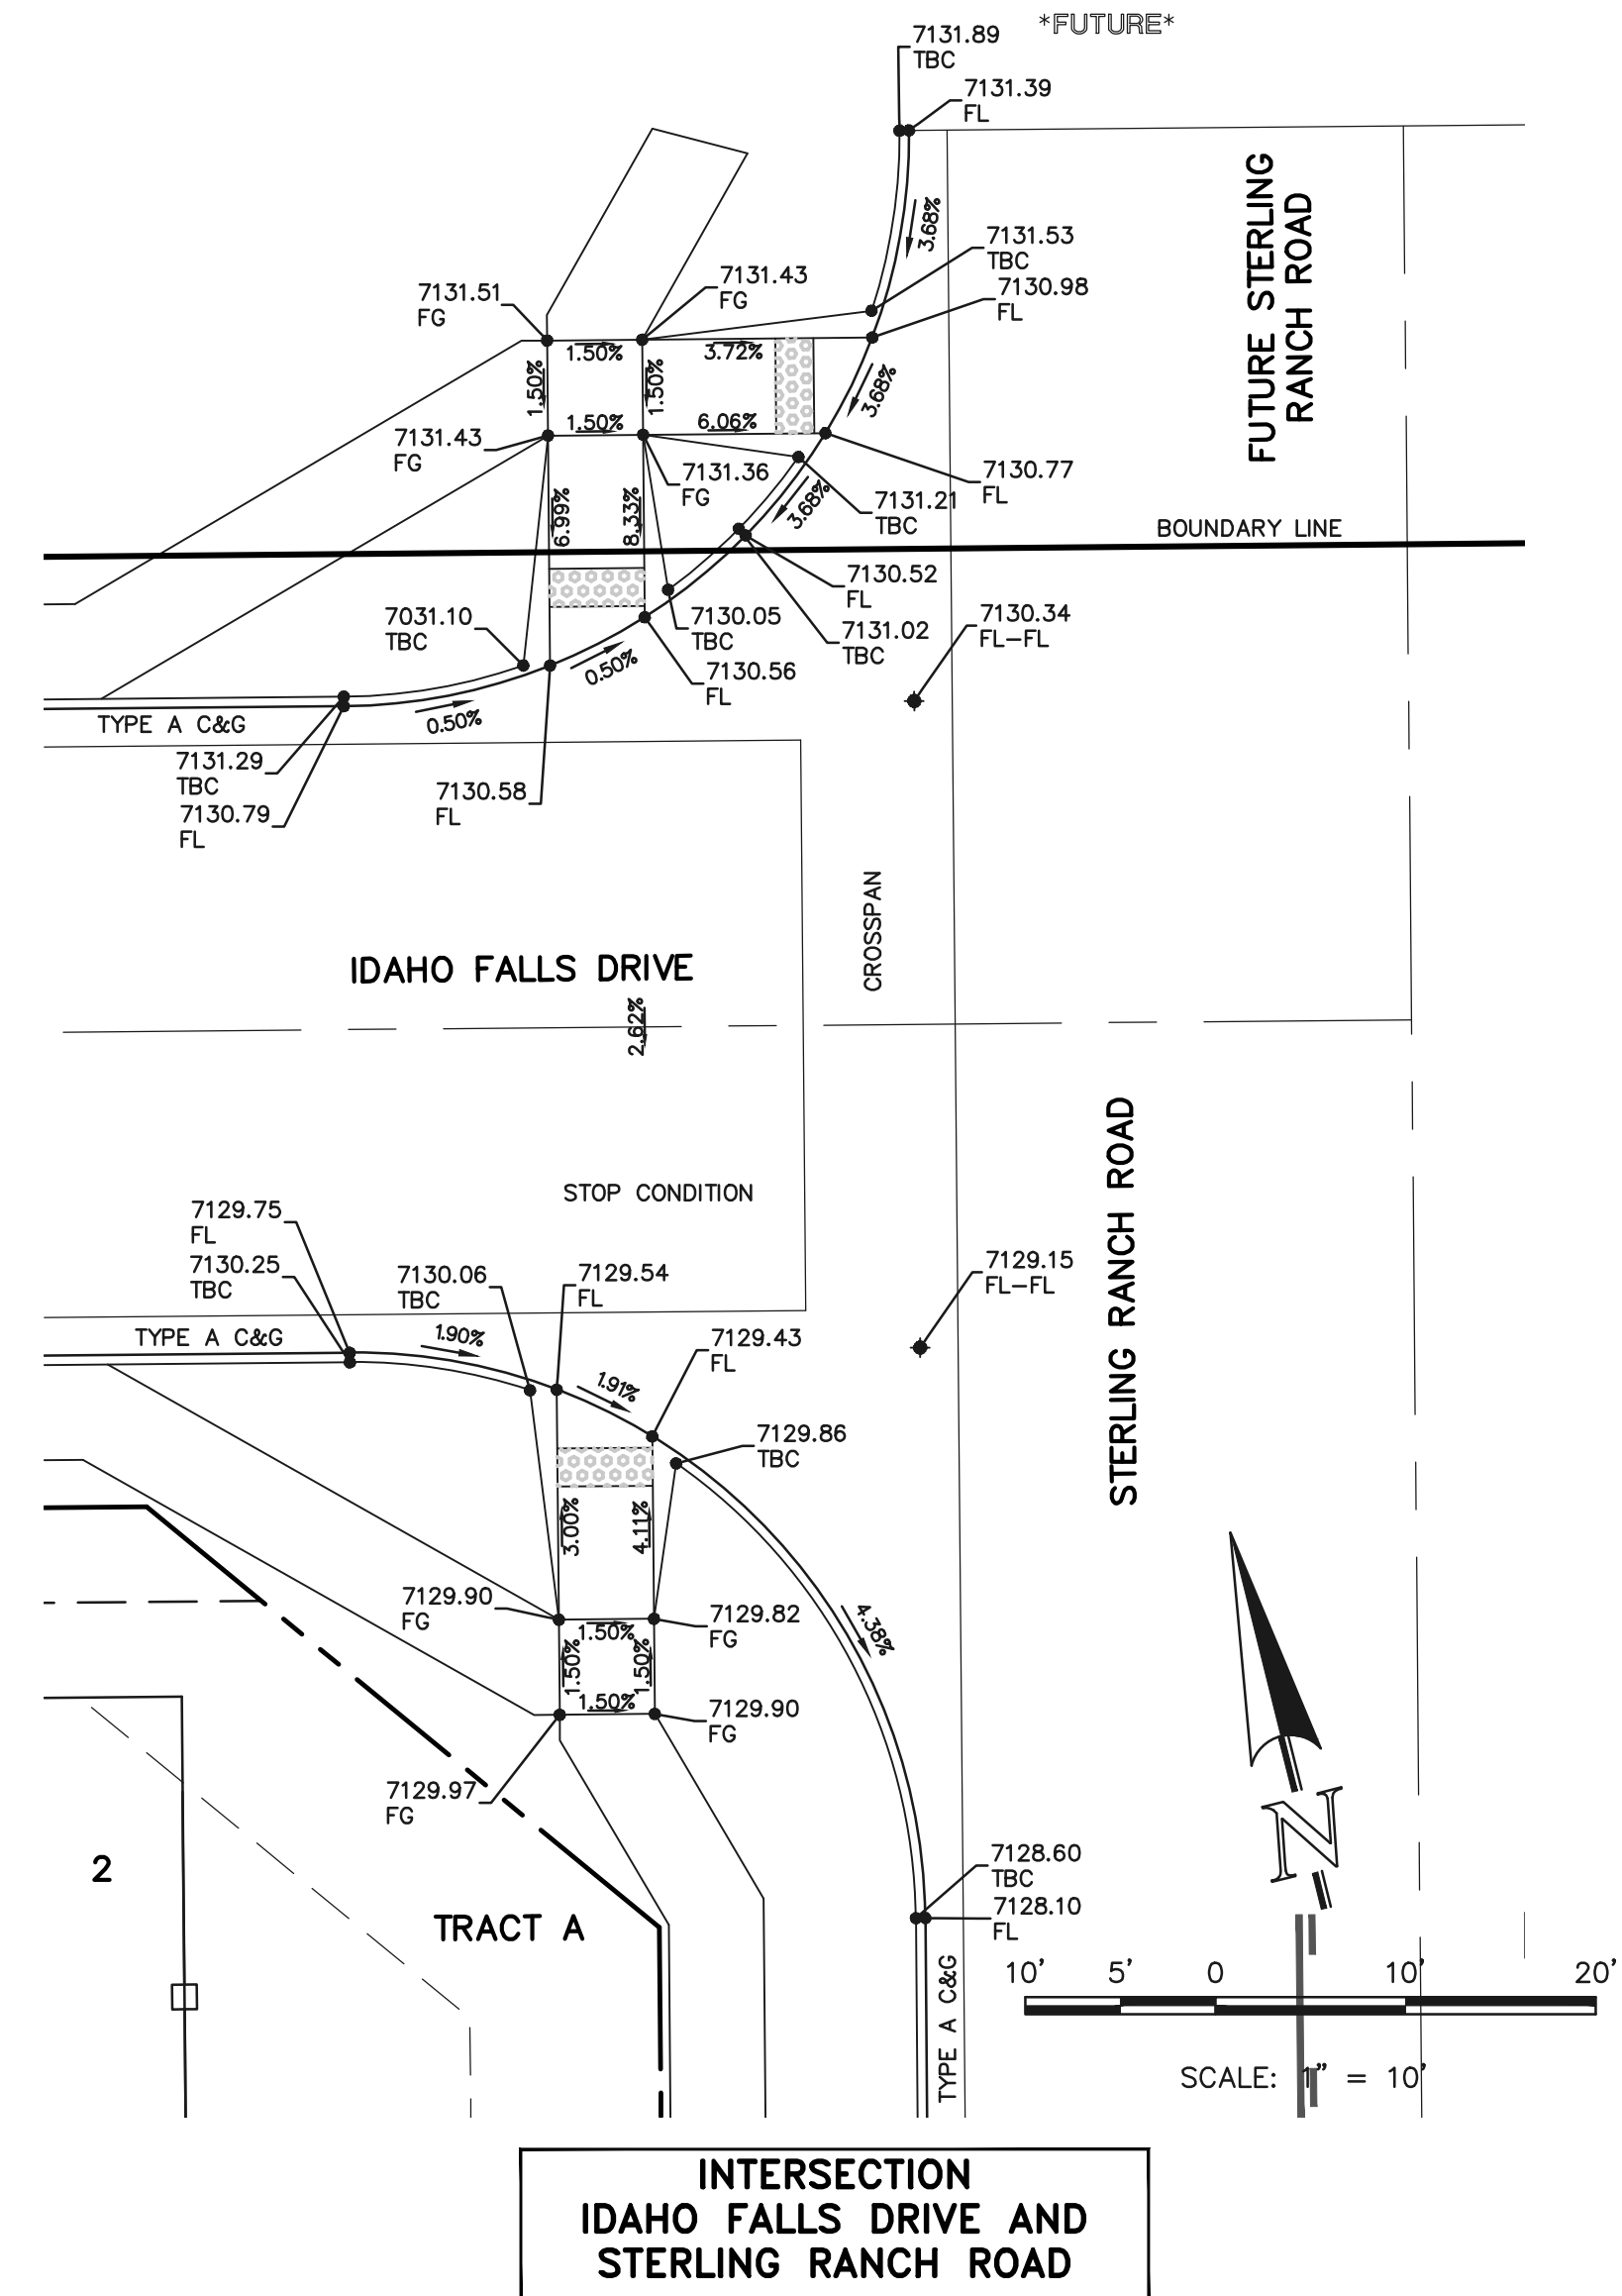 *FUTURE*
7131.89
TBC
7131.39
FL
3.68%
FUTURE STERLING
RANCH ROAD
7131.53
TBC
7130.98
FL
7131.43
FG
7131.51
FG
1.50%
3.72%
1.50%
1.50%
3.68%
1.50%
6.06%
7131.43
FG
7131.36
FG
7130.77
FL
7131.21
TBC
3.68%
6.99%
8.33%
BOUNDARY LINE
7130.52
FL
7031.10
TBC
7130.05
TBC
7131.02
TBC
7130.34
FL-FL
0.50%
7130.56
FL
0.50%
TYPE A C&G
7131.29
TBC
7130.79
FL
7130.58
FL
CROSSPAN
IDAHO FALLS DRIVE
2.62%
STERLING RANCH ROAD
STOP CONDITION
7129.75
FL
7130.25
TBC
7130.06
TBC
7129.54
FL
7129.15
FL-FL
TYPE A C&G
1.90%
7129.43
FL
1.91%
7129.86
TBC
3.00%
4.11%
7129.90
FG
7129.82
FG
1.50%
1.50%
1.50%
1.50%
4.38%
7129.90
FG
7129.97
FG
N
2
7128.60
TBC
7128.10
FL
TRACT A
TYPE A C&G
10' 5' 0 10' 20'
SCALE: 1" = 10'
INTERSECTION
IDAHO FALLS DRIVE AND
STERLING RANCH ROAD